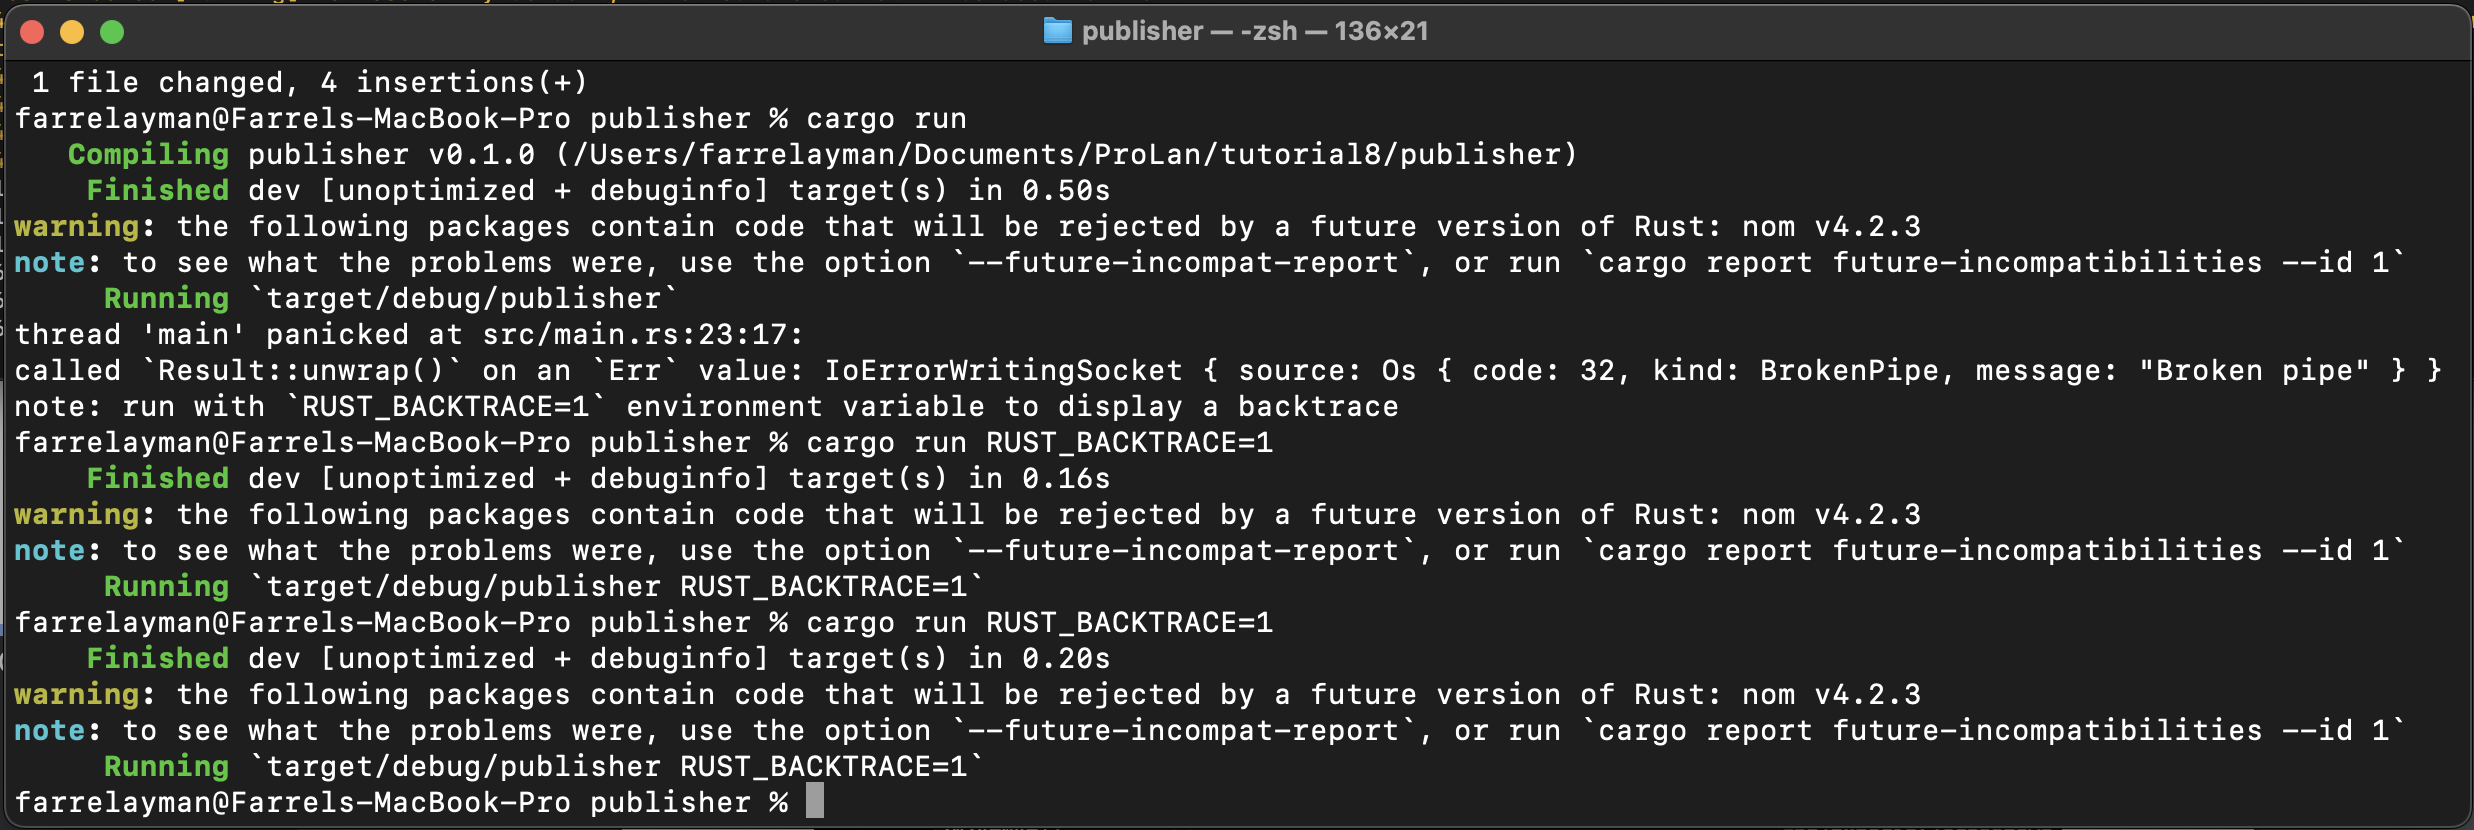 publisher — -zsh — 136×21
1 file changed, 4 insertions(+)
farrelayman@Farrels-MacBook-Pro publisher % cargo run
Compiling publisher v0.1.0 (/Users/farrelayman/Documents/ProLan/tutorial8/publisher)
Finished dev [unoptimized + debuginfo] target(s) in 0.50s
warning: the following packages contain code that will be rejected by a future version of Rust: nom v4.2.3
note: to see what the problems were, use the option `--future-incompat-report`, or run `cargo report future-incompatibilities --id 1`
Running `target/debug/publisher`
thread 'main' panicked at src/main.rs:23:17:
called `Result::unwrap()` on an `Err` value: IoErrorWritingSocket { source: Os { code: 32, kind: BrokenPipe, message: "Broken pipe" } }
note: run with `RUST_BACKTRACE=1` environment variable to display a backtrace
farrelayman@Farrels-MacBook-Pro publisher % cargo run RUST_BACKTRACE=1
Finished dev [unoptimized + debuginfo] target(s) in 0.16s
warning: the following packages contain code that will be rejected by a future version of Rust: nom v4.2.3
note: to see what the problems were, use the option `--future-incompat-report`, or run `cargo report future-incompatibilities --id 1`
Running `target/debug/publisher RUST_BACKTRACE=1`
farrelayman@Farrels-MacBook-Pro publisher % cargo run RUST_BACKTRACE=1
Finished dev [unoptimized + debuginfo] target(s) in 0.20s
warning: the following packages contain code that will be rejected by a future version of Rust: nom v4.2.3
note: to see what the problems were, use the option `--future-incompat-report`, or run `cargo report future-incompatibilities --id 1`
Running `target/debug/publisher RUST_BACKTRACE=1`
farrelayman@Farrels-MacBook-Pro publisher %